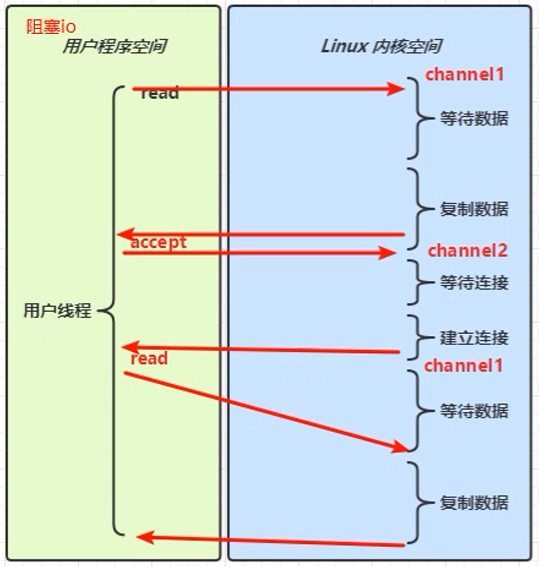 阻塞io
用户程序空间
Linux 内核空间
channel1
read
等待数据
复制数据
accept
channel2
等待连接
用户线程
建立连接
read
channel1
等待数据
复制数据